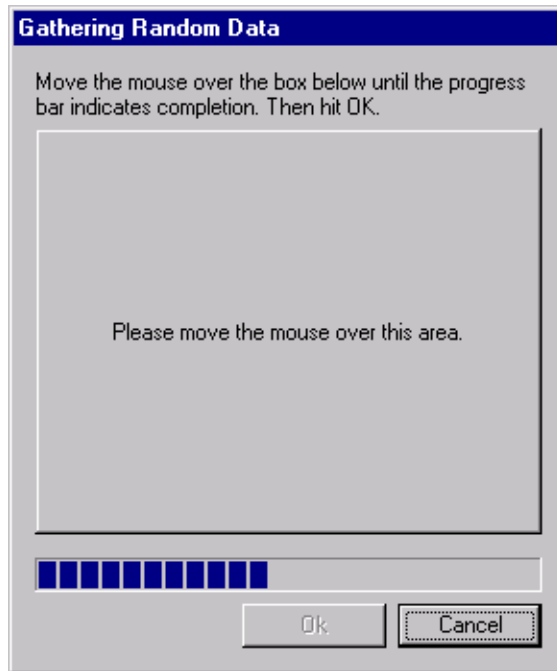 Gathering Random Data
Move the mouse over the box below until the progress
bar indicates completion. Then hit OK.
Please move the mouse over this area.
Ok
Cancel